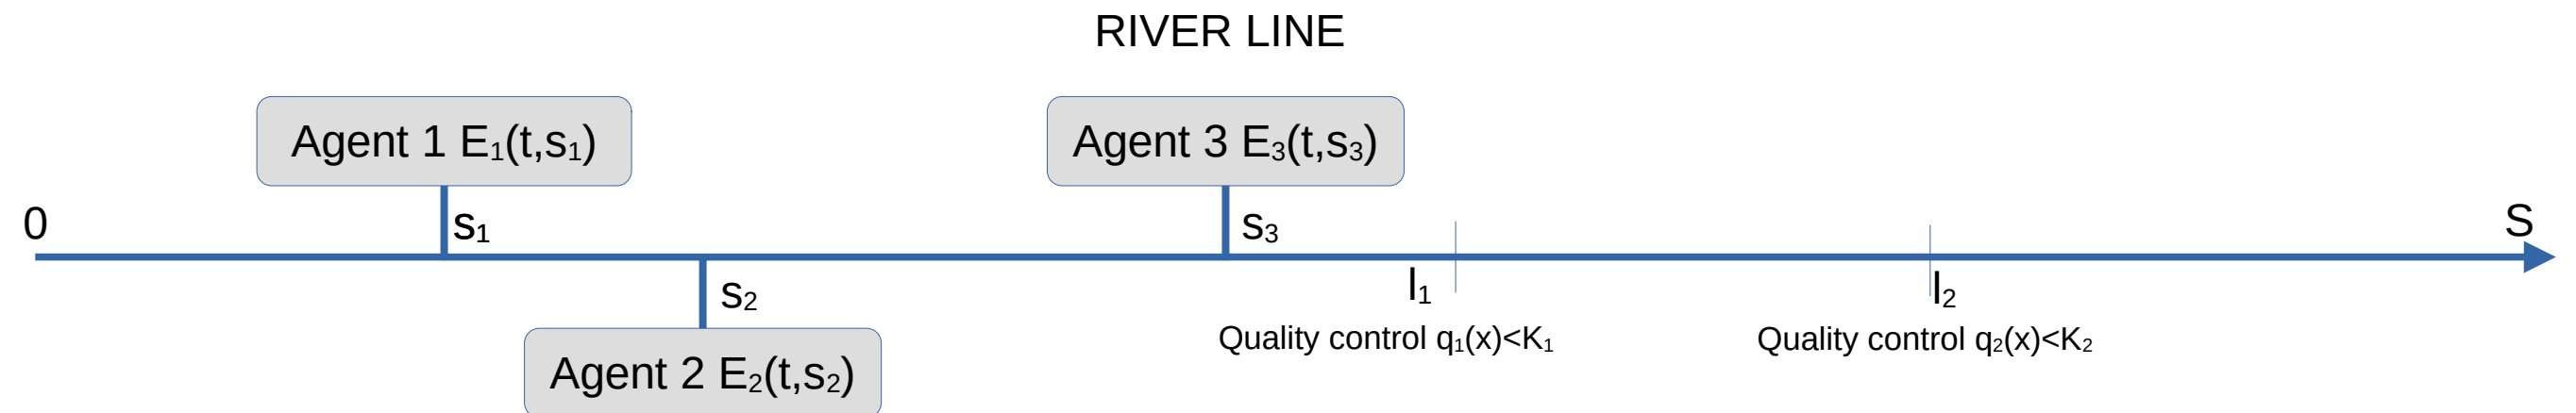 RIVER LINE
Agent 1 E₁(t,s₁)
Agent 3 E₃(t,s₃)
0
s₁
s₃
S
s₂
l₁
l₂
Quality control q₁(x)<K₁
Quality control q₂(x)<K₂
Agent 2 E₂(t,s₂)